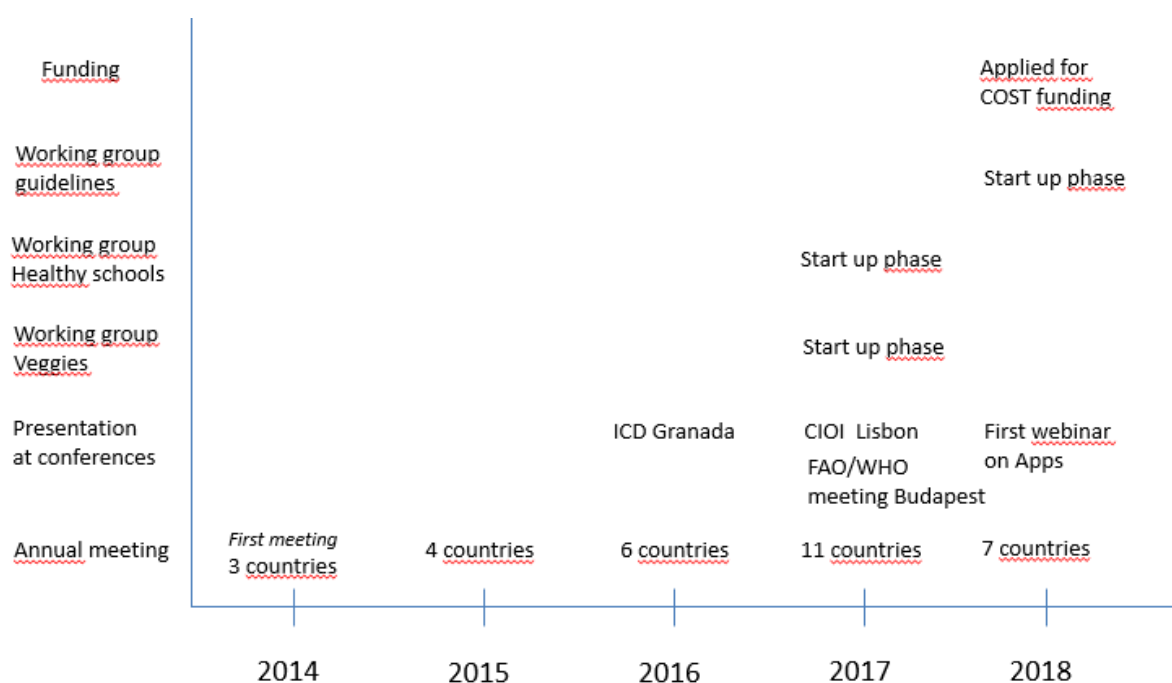 Funding
Applied for
COST funding
Working group
guidelines
Start up phase
Working group
Healthy schools
Start up phase
Working group
Veggies
Start up phase
Presentation
at conferences
ICD Granada
CIOI Lisbon
FAO/WHO
meeting Budapest
First webinar
on Apps
Annual meeting
First meeting
3 countries
4 countries
6 countries
11 countries
7 countries
2014
2015
2016
2017
2018